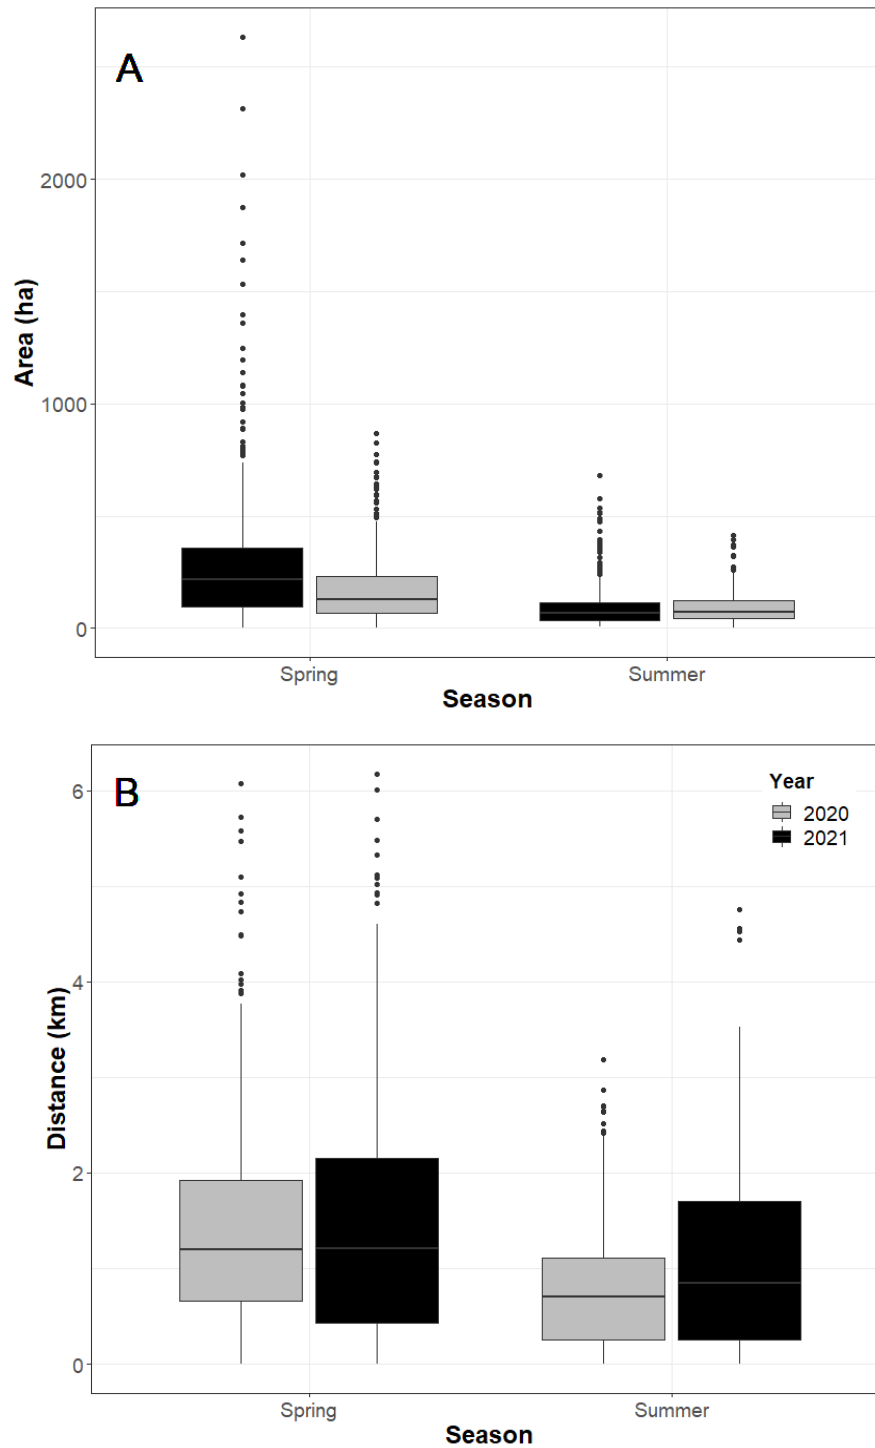 A
2000
1000
0
Area (ha)
Spring
Summer
Season
B
Year
2020
2021
6
4
2
0
Distance (km)
Spring
Summer
Season